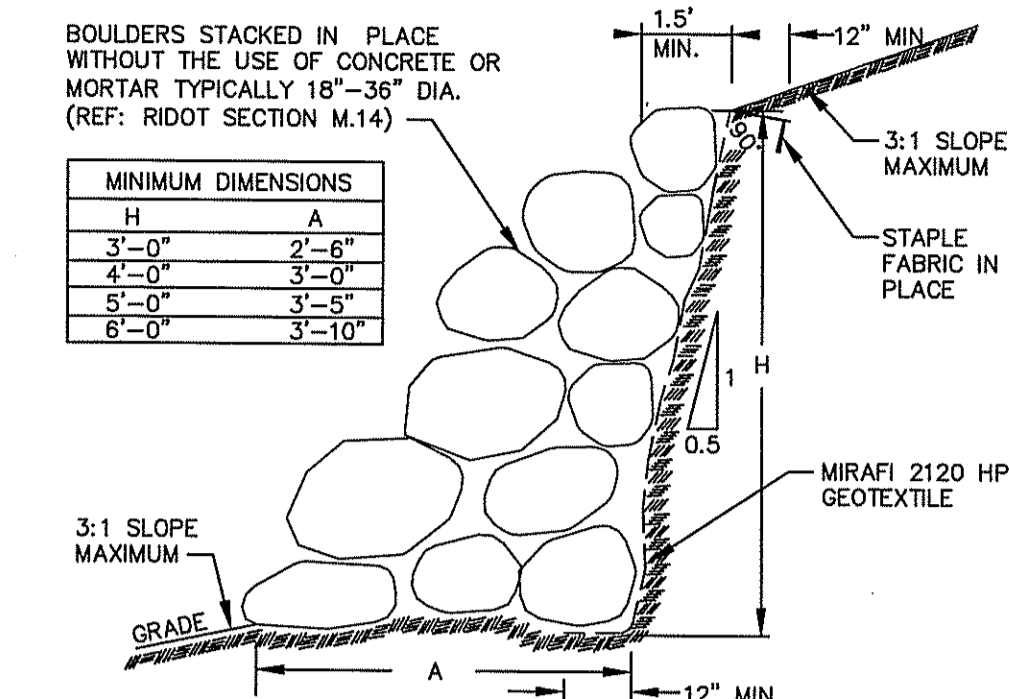 BOULDERS STACKED IN PLACE
WITHOUT THE USE OF CONCRETE OR
MORTAR TYPICALLY 18"-36" DIA.
(REF: RIDOT SECTION M.14)
1.5'
MIN.
12" MIN
MINIMUM DIMENSIONS
H A
3'-0" 2'-6"
4'-0" 3'-0"
5'-0" 3'-5"
6'-0" 3'-10"
90°
3:1 SLOPE
MAXIMUM
STAPLE
FABRIC IN
PLACE
H
1
0.5
MIRAFI 2120 HP
GEOTEXTILE
3:1 SLOPE
MAXIMUM
GRADE
A
12" MIN